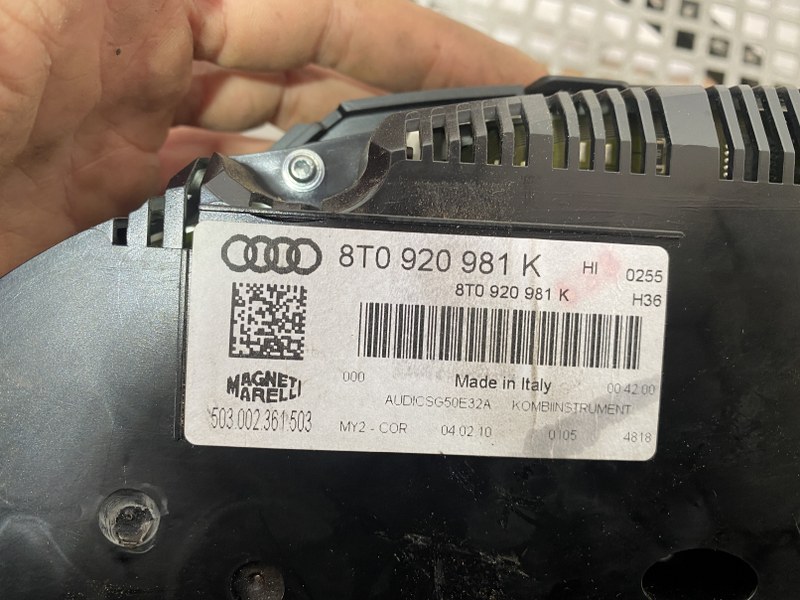 8T0 920 981 K HI 0255
8T0 920 981 K H36
MAGNETI MARELLI
000 Made in Italy 00:42:00
AUDICSG50E32A KOMBIINSTRUMENT
503.002.361.503
MY2 - COR 04.02.10 0105 4818